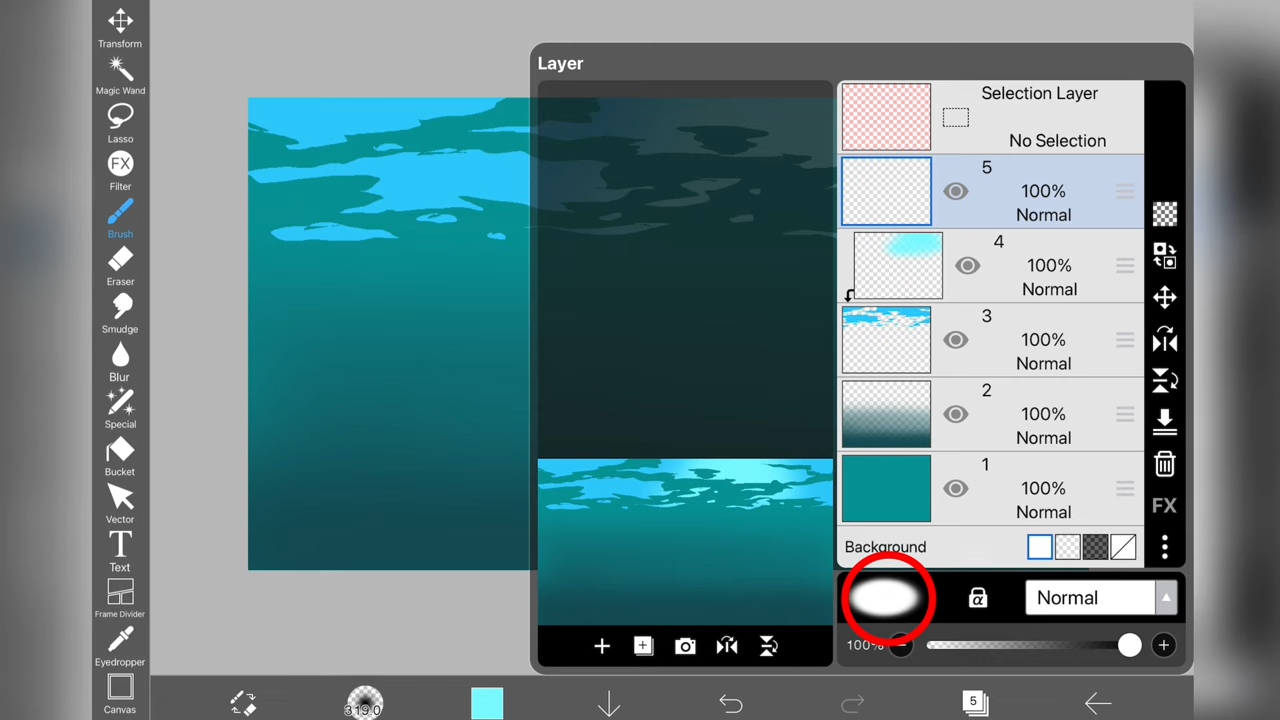 Transform
Magic Wand
Lasso
FX
Filter
Brush
Eraser
Smudge
Blur
Special
Bucket
Vector
T
Text
Frame Divider
Eyedropper
Canvas
Layer
Selection Layer
No Selection
5
100%
Normal
4
100%
Normal
3
100%
Normal
2
100%
Normal
1
100%
Normal
Background
FX
α
Normal
100%
319.0
5